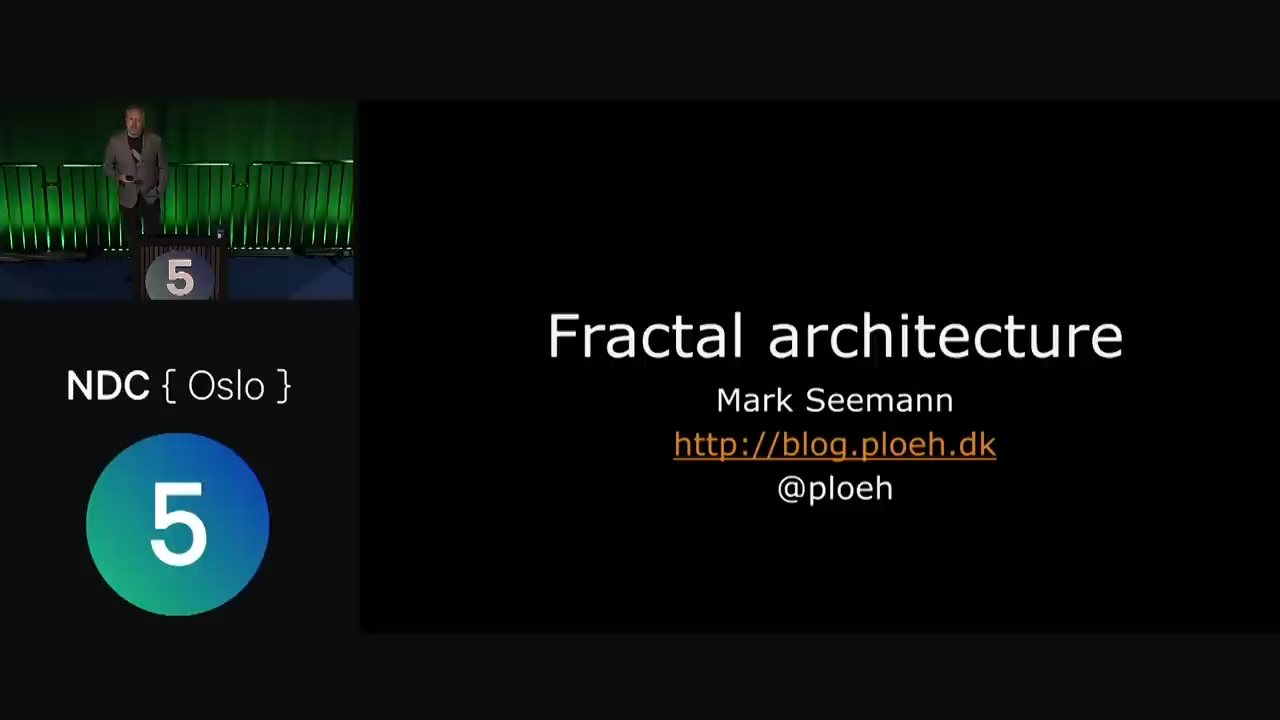 5
NDC { Oslo }
5
Fractal architecture
Mark Seemann
http://blog.ploeh.dk
@ploeh